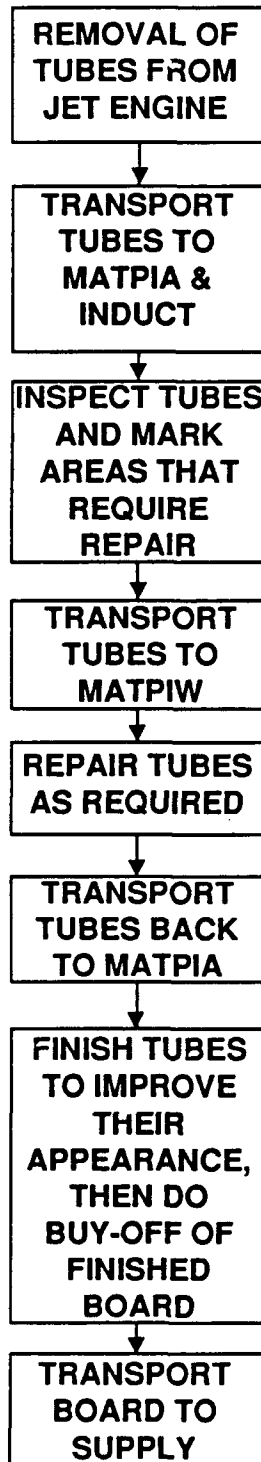 REMOVAL OF
TUBES FROM
JET ENGINE
TRANSPORT
TUBES TO
MATPIA &
INDUCT
INSPECT TUBES
AND MARK
AREAS THAT
REQUIRE
REPAIR
TRANSPORT
TUBES TO
MATPIW
REPAIR TUBES
AS REQUIRED
TRANSPORT
TUBES BACK
TO MATPIA
FINISH TUBES
TO IMPROVE
THEIR
APPEARANCE,
THEN DO
BUY-OFF OF
FINISHED
BOARD
TRANSPORT
BOARD TO
SUPPLY